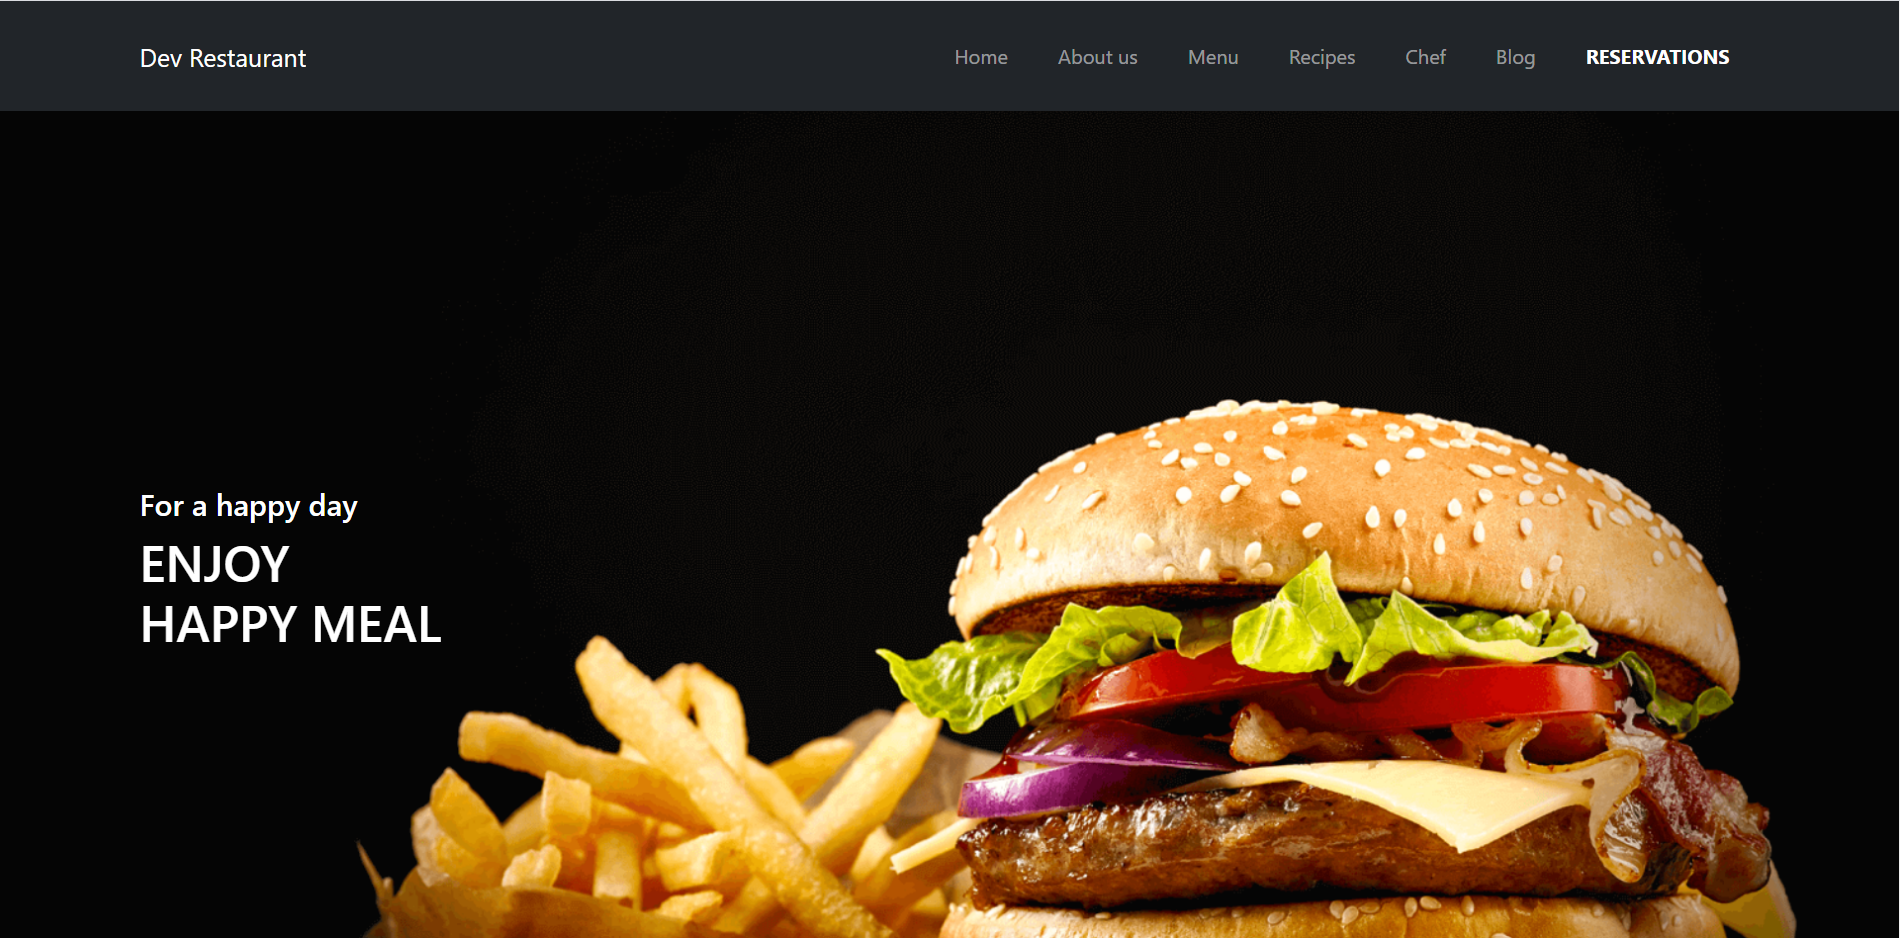 Dev Restaurant
Home About us Menu Recipes Chef Blog RESERVATIONS
For a happy day
ENJOY
HAPPY MEAL